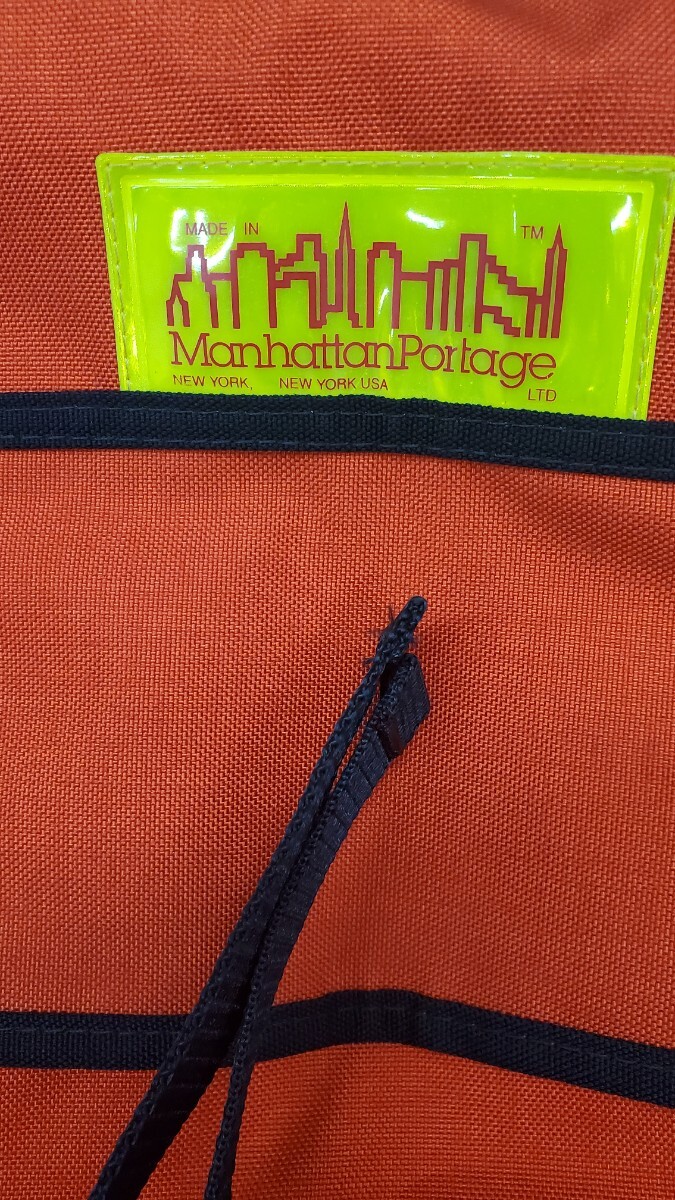 MADE IN TM
ManhattanPortage
NEW YORK, NEW YORK USA LTD